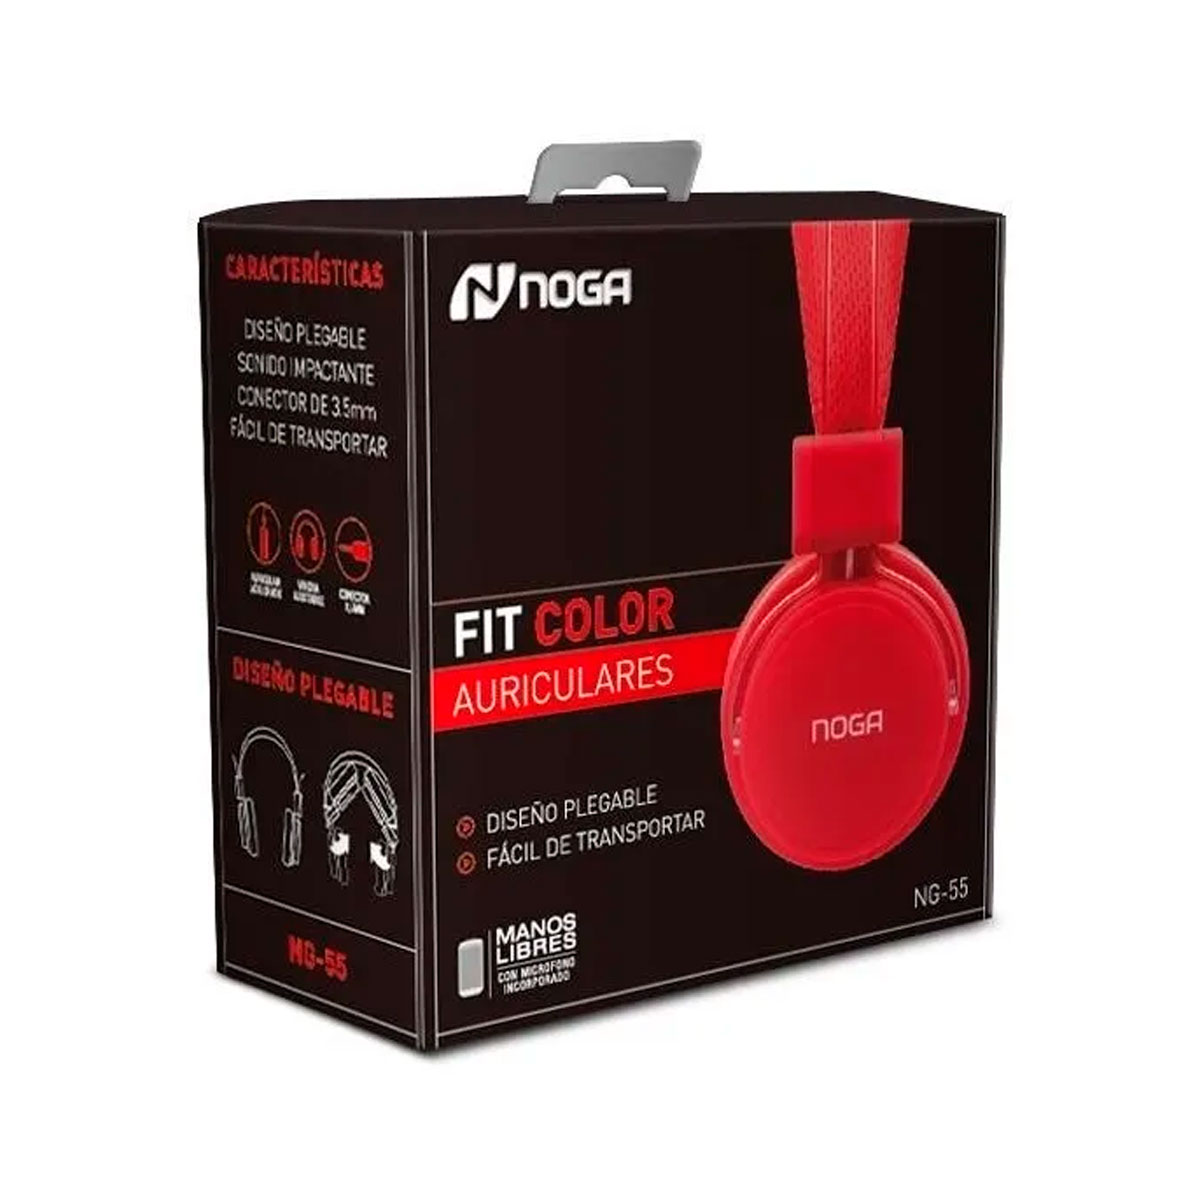 CARACTERÍSTICAS
DISEÑO PLEGABLE
SONIDO IMPACTANTE
CONECTOR DE 3.5mm
FÁCIL DE TRANSPORTAR
CONECTOR
DISEÑO PLEGABLE
NG-55
NOGA
FIT COLOR
AURICULARES
NOGA
DISEÑO PLEGABLE
FÁCIL DE TRANSPORTAR
NG-55
MANOS
LIBRES
CON MICRÓFONO
INCORPORADO